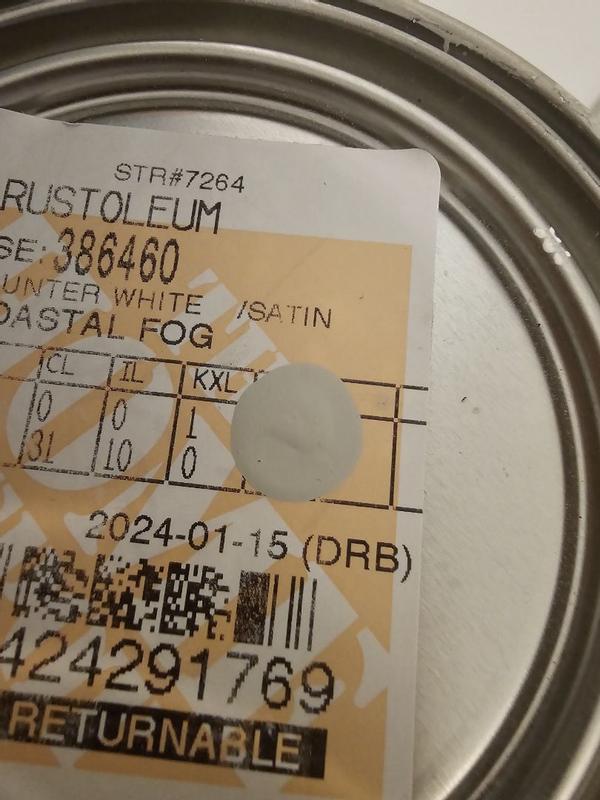 STR#7264
RUSTOLEUM
SE: 386460
UNTER WHITE /SATIN
OASTAL FOG
CL IL KXL
0 0 1
31 10 0
2024-01-15 (DRB)
424291769
RETURNABLE